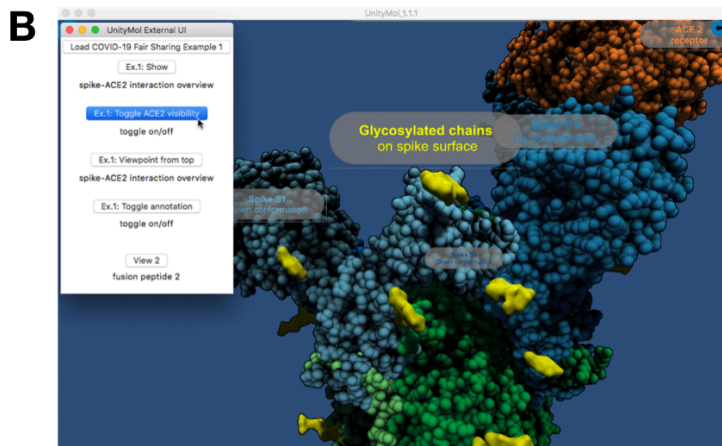 B
UnityMol_1.1.1
UnityMol External UI
Load COVID-19 Fair Sharing Example 1
Ex.1: Show
spike-ACE2 interaction overview
Ex.1: Toggle ACE2 visibility
toggle on/off
Ex.1: Viewpoint from top
spike-ACE2 interaction overview
Ex.1: Toggle annotation
toggle on/off
View 2
fusion peptide 2
ACE 2
receptor
Glycosylated chains
on spike surface
Spike S1
Spike S1
conformation